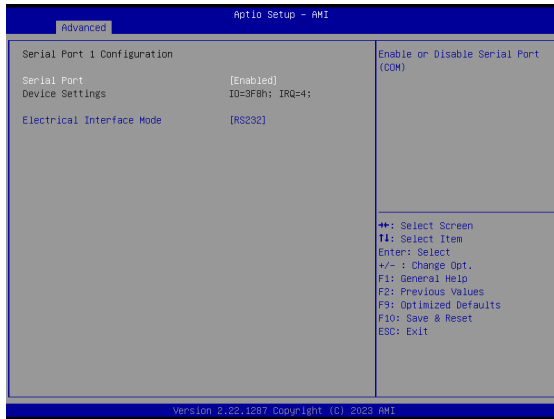 Aptio Setup - AMI
Advanced
Serial Port 1 Configuration
Serial Port [Enabled]
Device Settings IO=3F8h; IRQ=4;
Electrical Interface Mode [RS232]
Enable or Disable Serial Port
(COM)
→←: Select Screen
↑↓: Select Item
Enter: Select
+/- : Change Opt.
F1: General Help
F2: Previous Values
F9: Optimized Defaults
F10: Save & Reset
ESC: Exit
Version 2.22.1287 Copyright (C) 2023 AMI